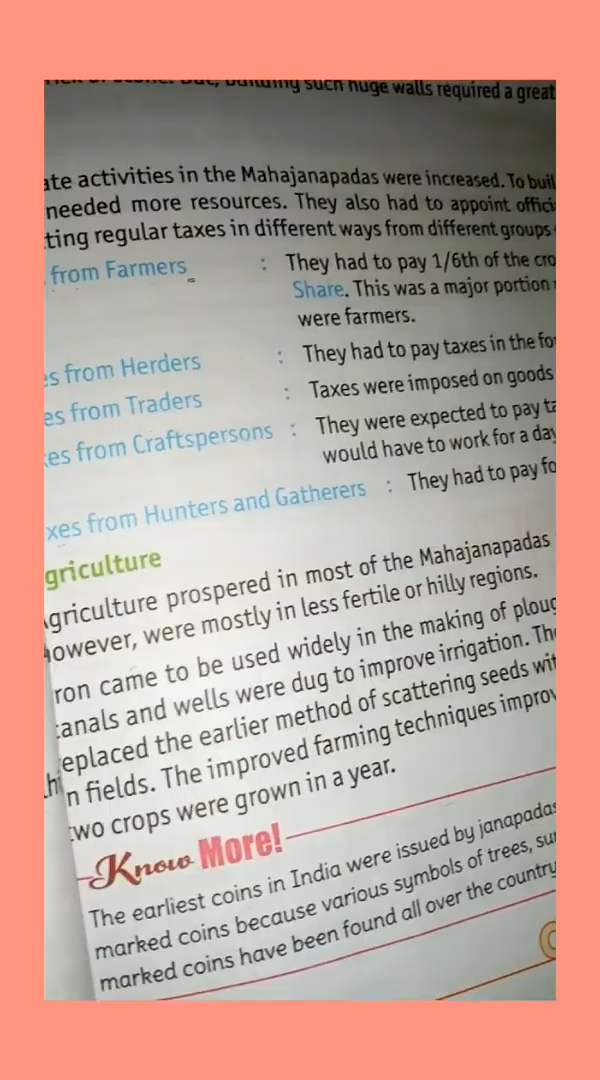 such huge walls required a great
ate activities in the Mahajanapadas were increased. To buil
needed more resources. They also had to appoint offici
ting regular taxes in different ways from different groups
from Farmers : They had to pay 1/6th of the cro
Share. This was a major portion
were farmers.
es from Herders : They had to pay taxes in the fo
es from Traders : Taxes were imposed on goods
es from Craftspersons : They were expected to pay ta
would have to work for a day
xes from Hunters and Gatherers : They had to pay fo
griculture
griculture prospered in most of the Mahajanapadas
owever, were mostly in less fertile or hilly regions.
ron came to be used widely in the making of ploug
anals and wells were dug to improve irrigation. The
eplaced the earlier method of scattering seeds wit
n fields. The improved farming techniques improv
two crops were grown in a year.
Know More!
The earliest coins in India were issued by janapadas
marked coins because various symbols of trees, su
marked coins have been found all over the country